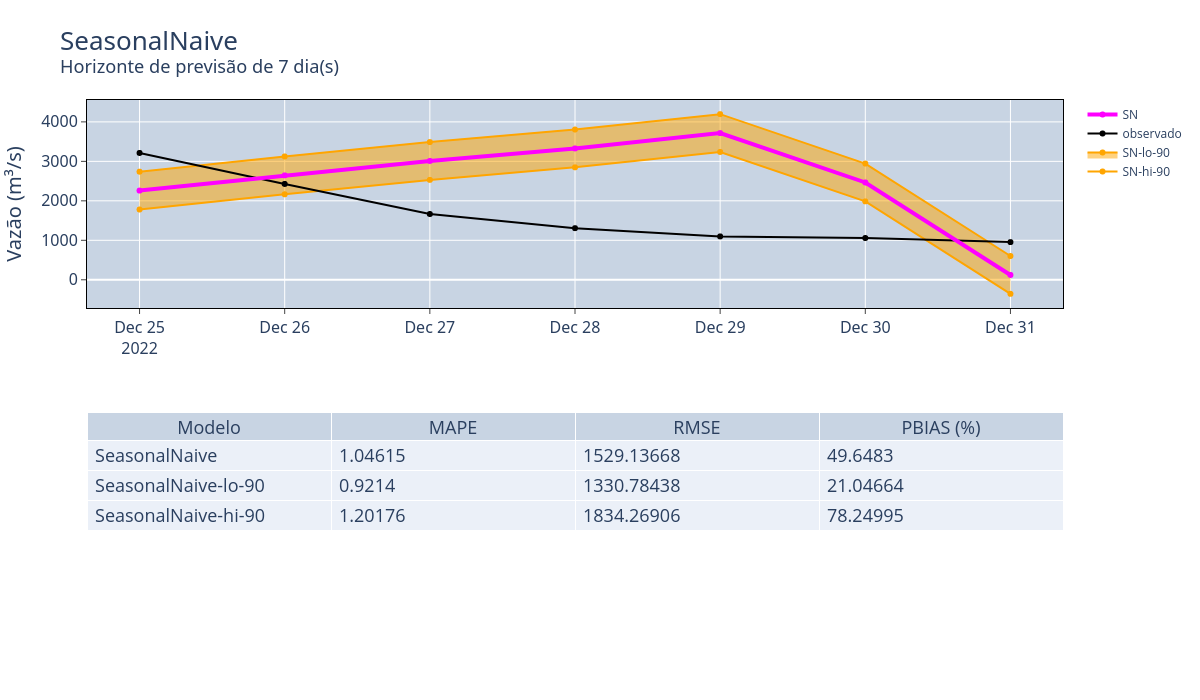 SeasonalNaive
Horizonte de previsão de 7 dia(s)
Vazão (m³/s)
4000
3000
2000
1000
0
Dec 25
2022
Dec 26
Dec 27
Dec 28
Dec 29
Dec 30
Dec 31
SN
observado
SN-lo-90
SN-hi-90
Modelo MAPE RMSE PBIAS (%)
SeasonalNaive 1.04615 1529.13668 49.6483
SeasonalNaive-lo-90 0.9214 1330.78438 21.04664
SeasonalNaive-hi-90 1.20176 1834.26906 78.24995